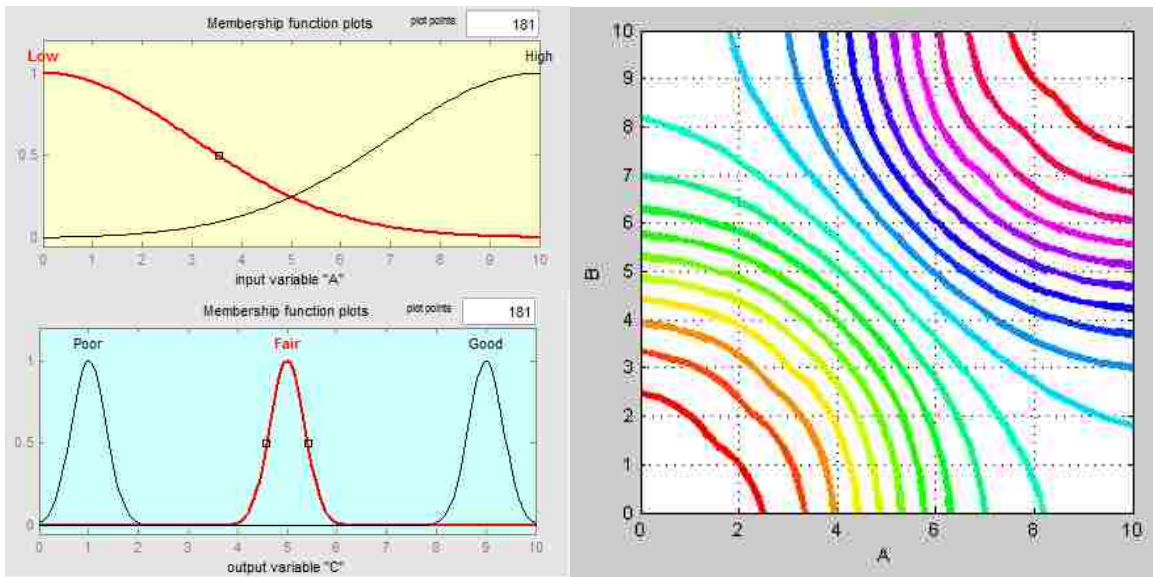 Membership function plots plot points: 181
Low High
1
0.5
0
0 1 2 3 4 5 6 7 8 9 10
input variable "A"
Membership function plots plot points: 181
Poor Fair Good
1
0.5
0
0 1 2 3 4 5 6 7 8 9 10
output variable "C"
10
9
8
7
6
5
4
3
2
1
0
B
0 2 4 6 8 10
A